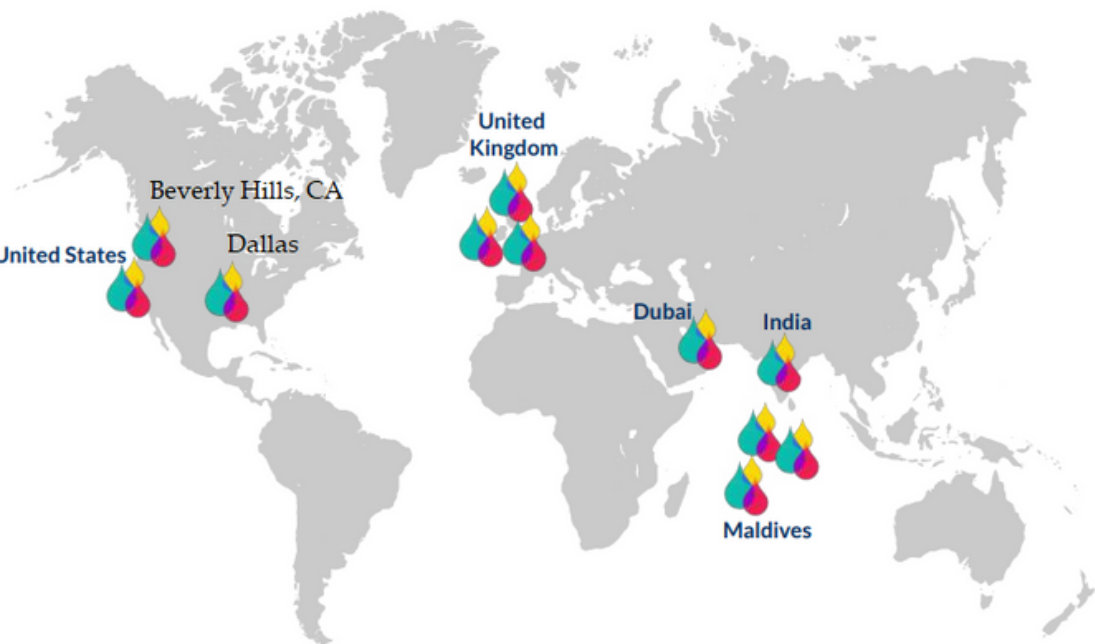 United
Kingdom
Beverly Hills, CA
Dallas
United States
Dubai
India
Maldives